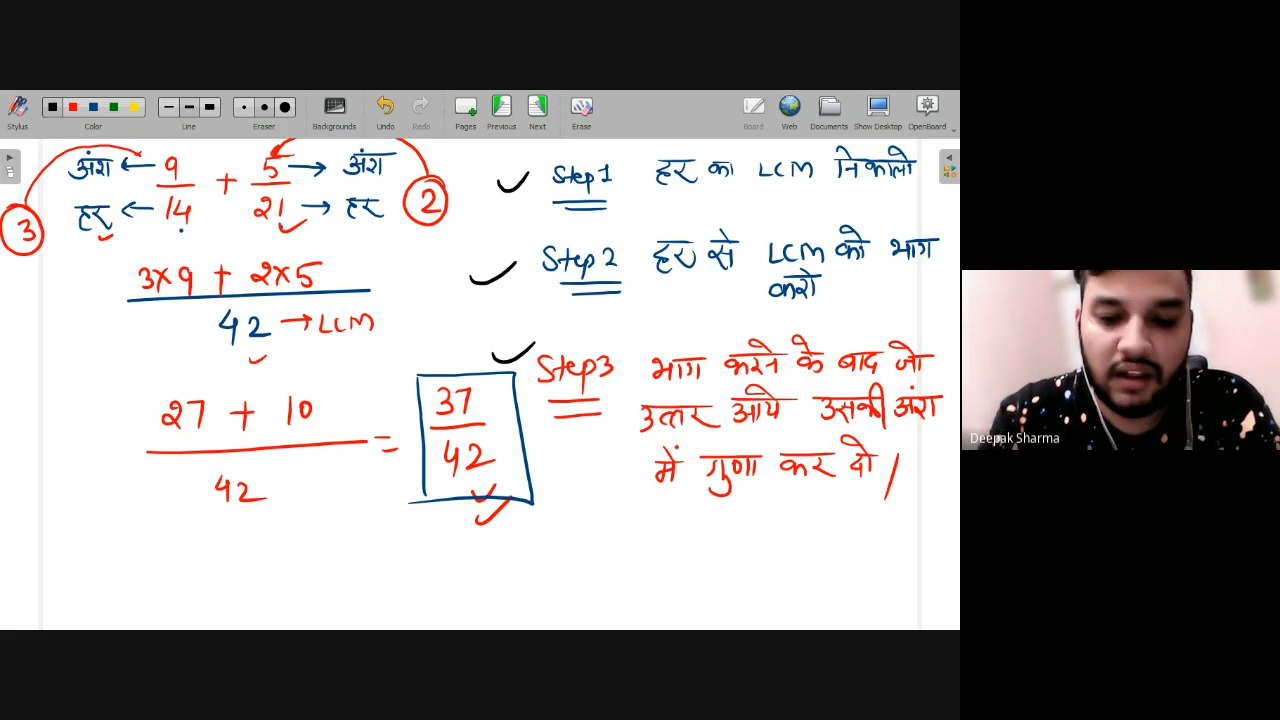 Stylus Color Line Eraser Backgrounds Undo Redo Pages Previous Next Erase Board Web Documents Show Desktop OpenBoard
अंश ← 9 + 5 → अंश
हर ← 14 21 → हर
3 2
3×9 + 2×5
42 → LCM
27 + 10 = 37
42 42
Step 1 हर का LCM निकालो
Step 2 हर से LCM को भाग
करो
Step 3 भाग करने के बाद जो
उत्तर आये उसकी अंश
में गुणा कर दो /
Deepak Sharma